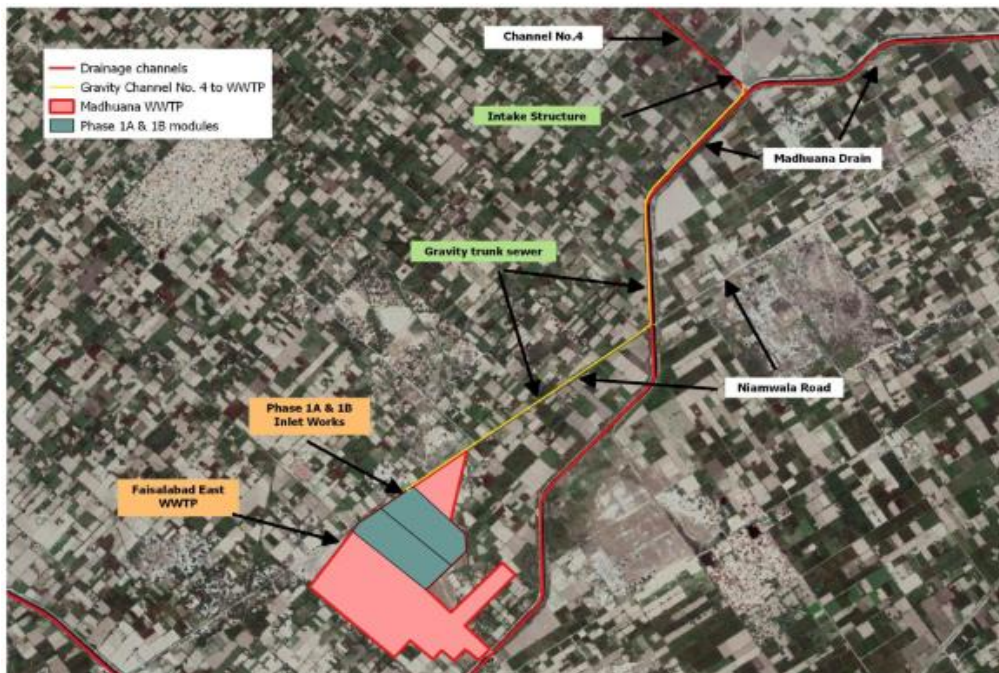 Channel No.4
Drainage channels
Gravity Channel No. 4 to WWTP
Madhuana WWTP
Phase 1A & 1B modules
Intake Structure
Madhuana Drain
Gravity trunk sewer
Niamwala Road
Phase 1A & 1B
Inlet Works
Faisalabad East
WWTP